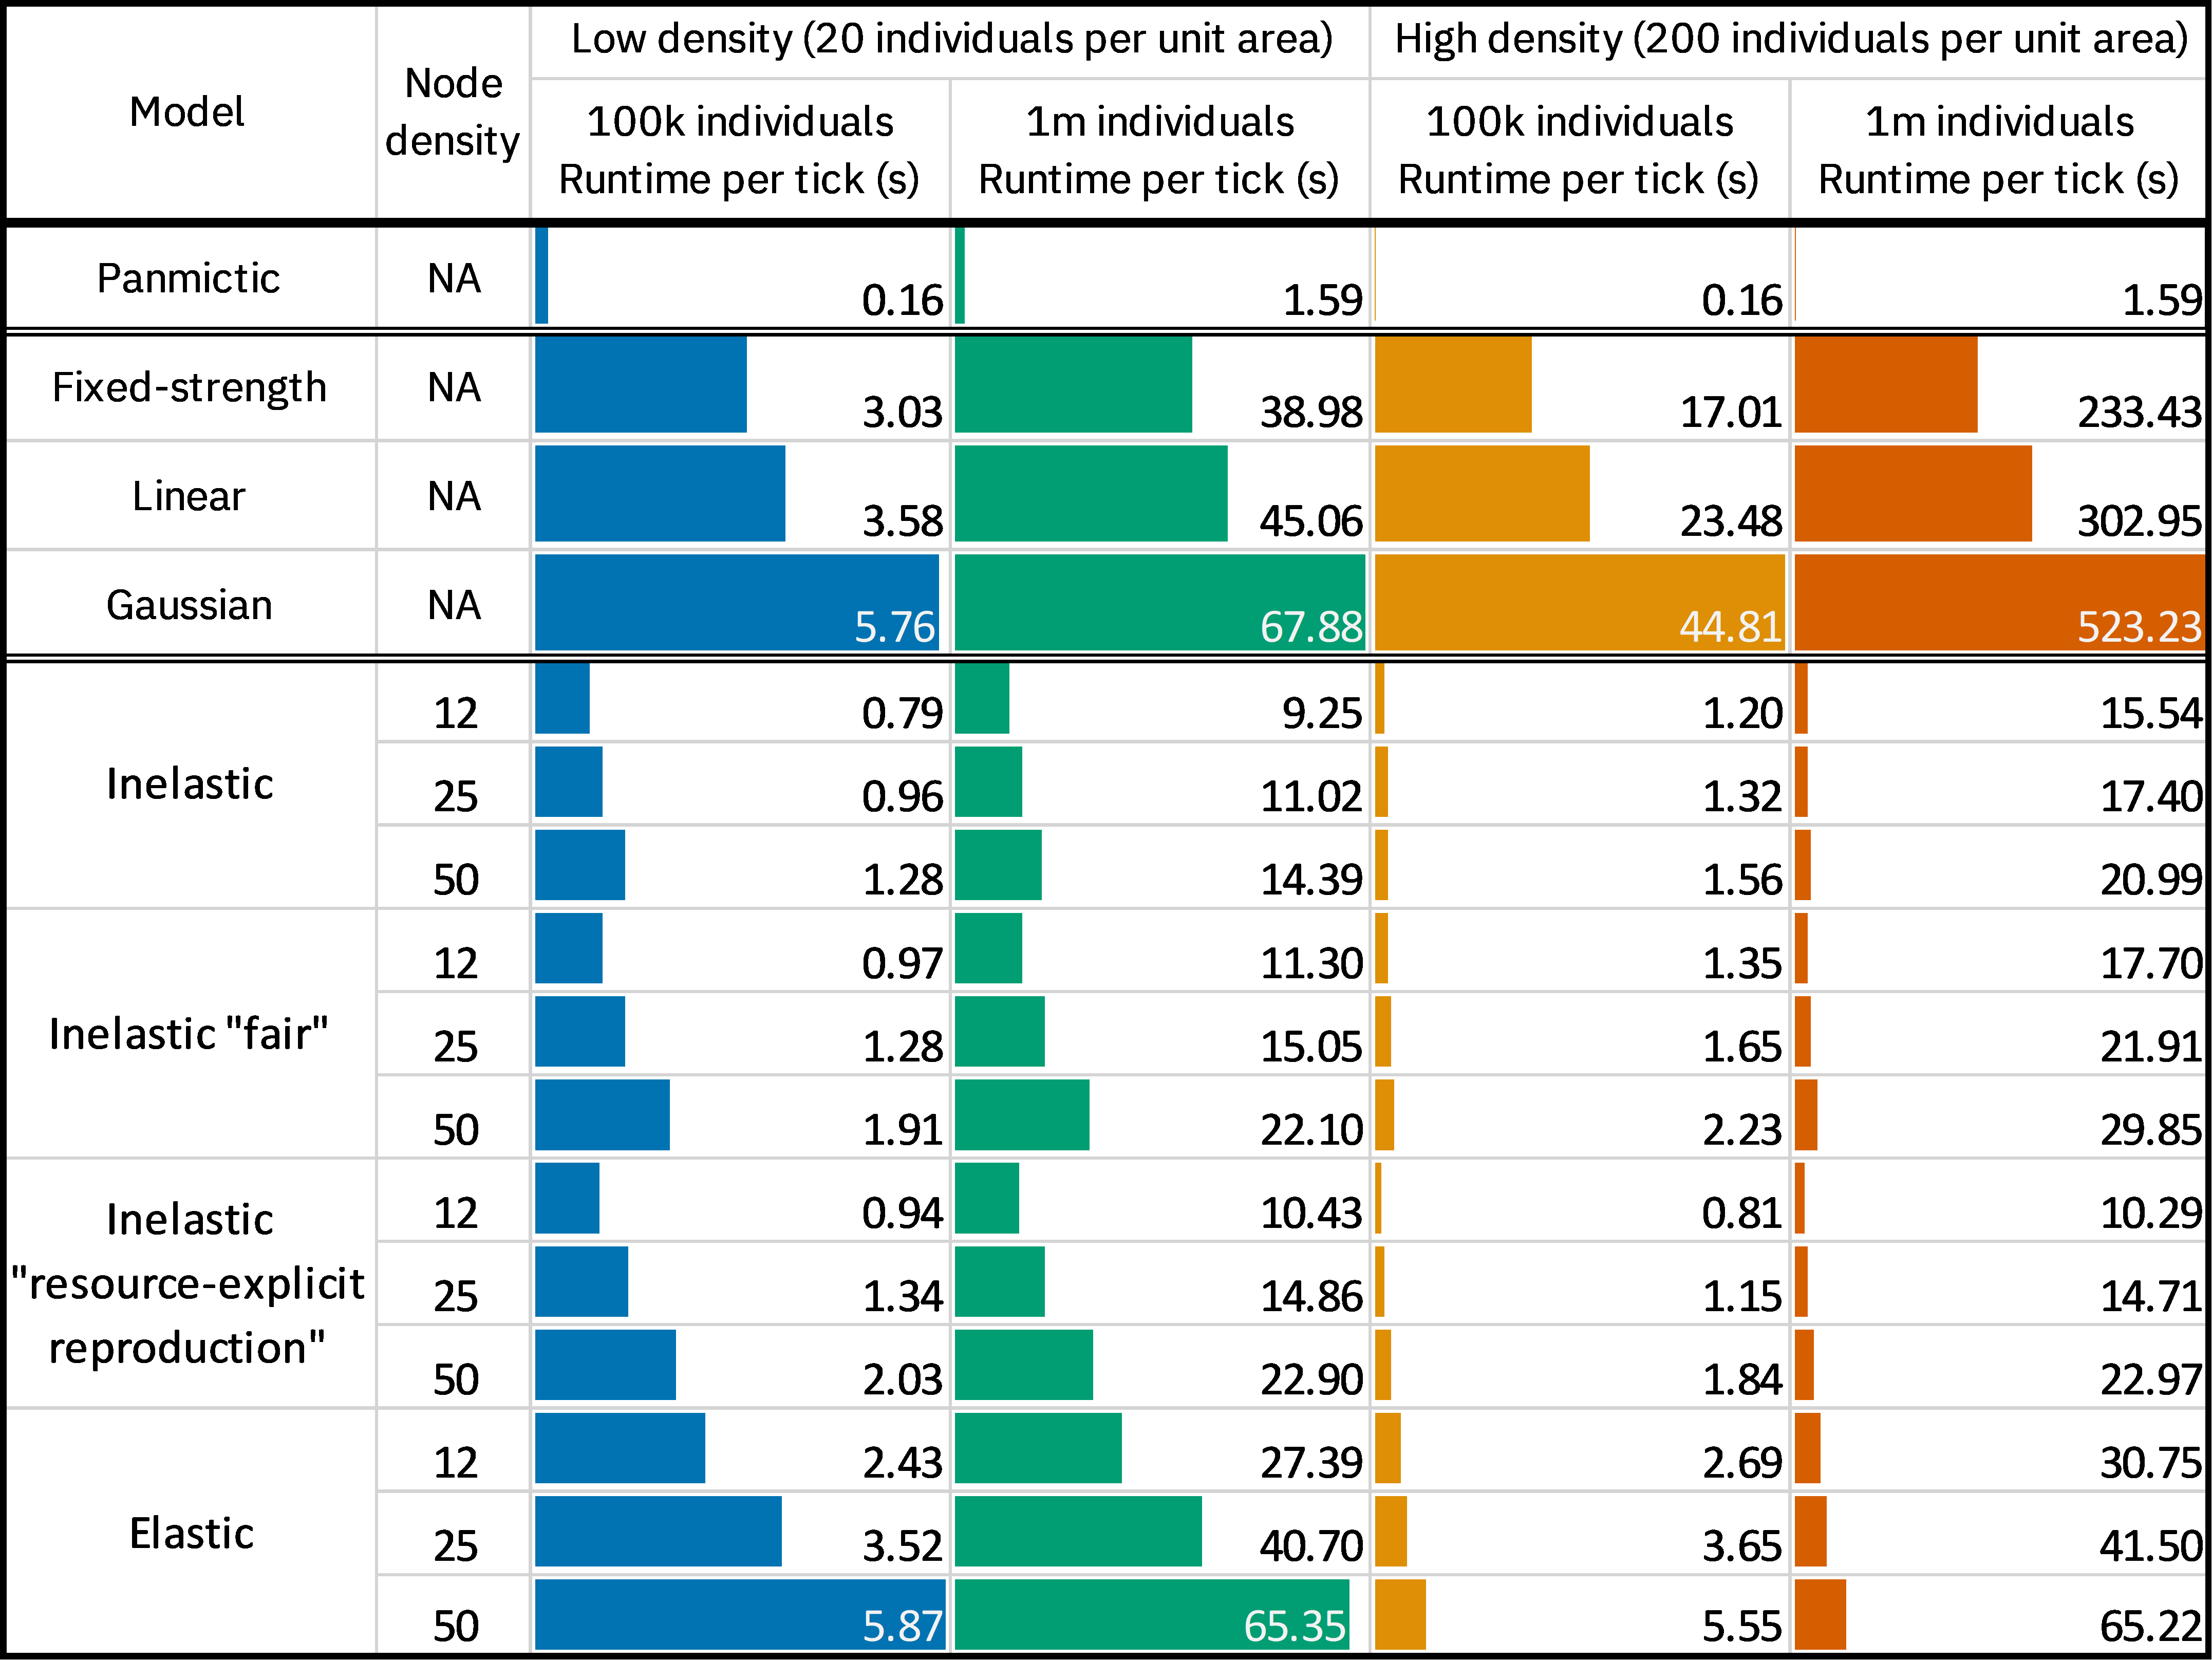 Model
Node
density
Low density (20 individuals per unit area)
High density (200 individuals per unit area)
100k individuals
Runtime per tick (s)
1m individuals
Runtime per tick (s)
100k individuals
Runtime per tick (s)
1m individuals
Runtime per tick (s)
Panmictic NA 0.16 1.59 0.16 1.59
Fixed-strength NA 3.03 38.98 17.01 233.43
Linear NA 3.58 45.06 23.48 302.95
Gaussian NA 5.76 67.88 44.81 523.23
Inelastic
12 0.79 9.25 1.20 15.54
25 0.96 11.02 1.32 17.40
50 1.28 14.39 1.56 20.99
Inelastic "fair"
12 0.97 11.30 1.35 17.70
25 1.28 15.05 1.65 21.91
50 1.91 22.10 2.23 29.85
Inelastic
"resource-explicit
reproduction"
12 0.94 10.43 0.81 10.29
25 1.34 14.86 1.15 14.71
50 2.03 22.90 1.84 22.97
Elastic
12 2.43 27.39 2.69 30.75
25 3.52 40.70 3.65 41.50
50 5.87 65.35 5.55 65.22